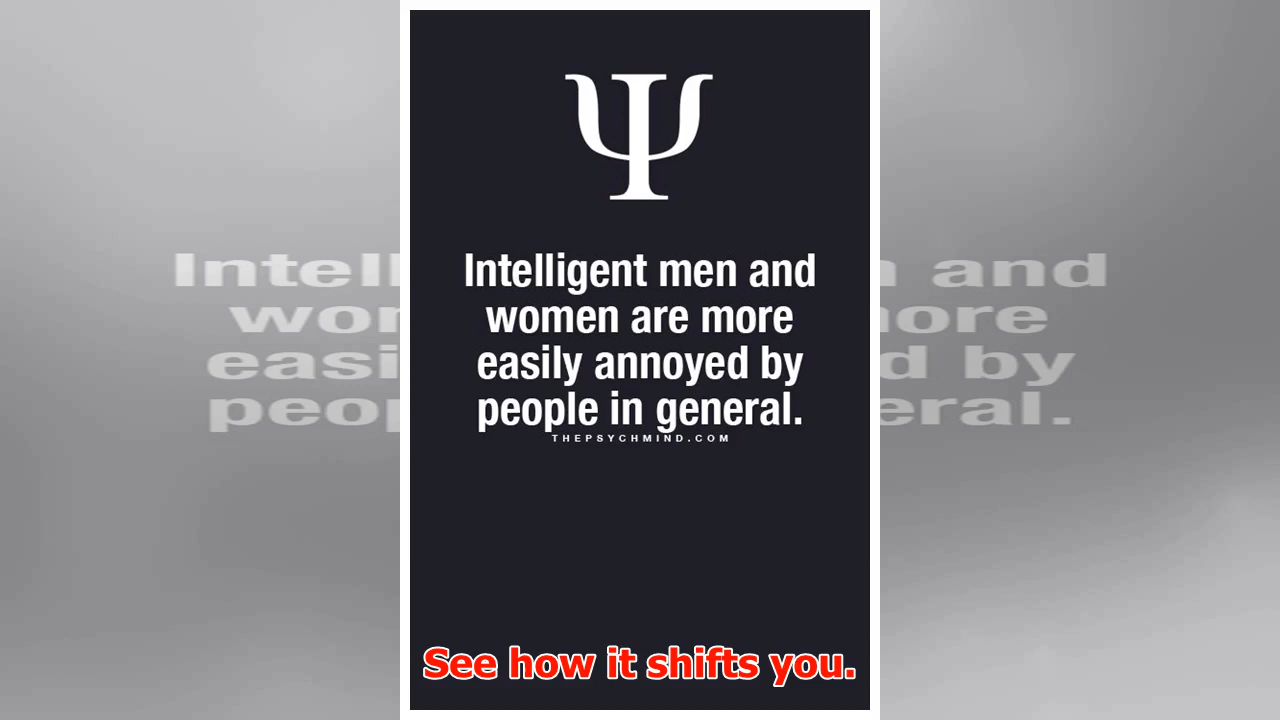 Ψ
Intelligent men and
women are more
easily annoyed by
people in general.
THEPSYCHMIND.COM
See how it shifts you.